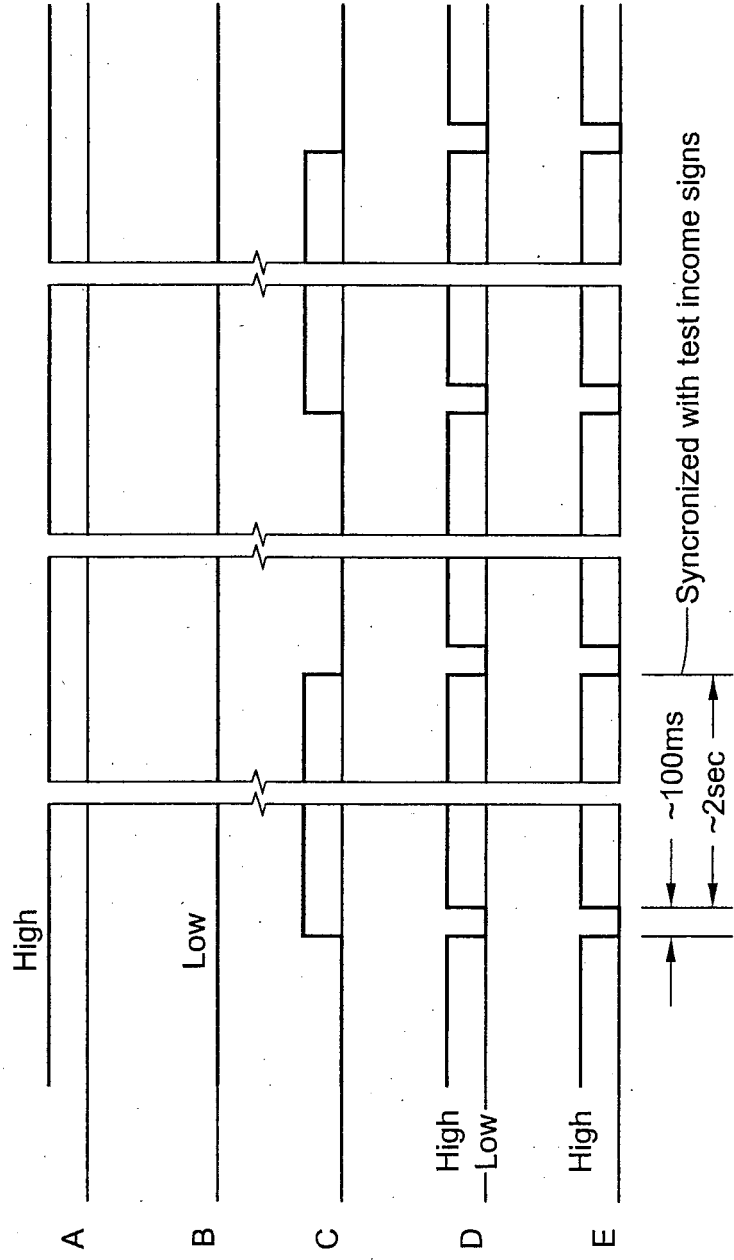 A
High
B
Low
C
D
High
Low
E
High
~100ms
~2sec
Syncronized with test income signs